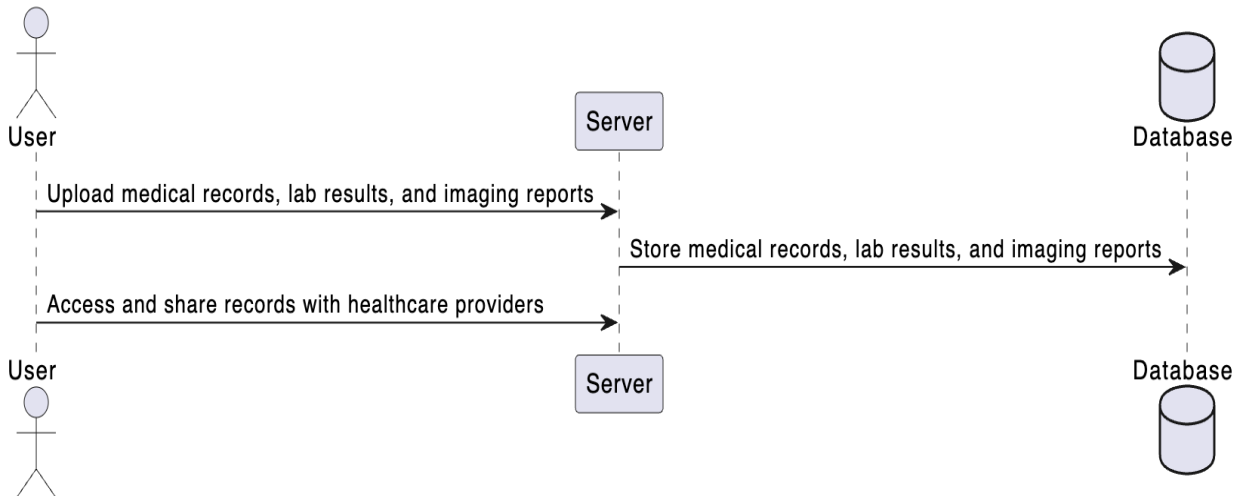 User
Server
Database
Upload medical records, lab results, and imaging reports
Store medical records, lab results, and imaging reports
Access and share records with healthcare providers
User
Server
Database